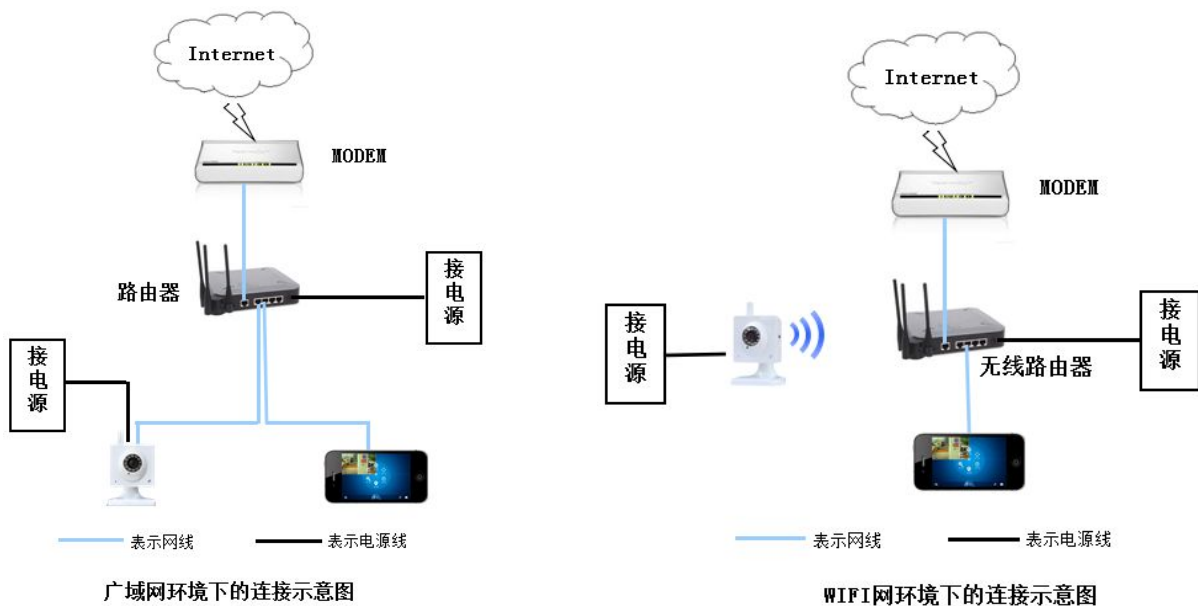 Internet
MODEM
路由器
接电源
接电源
表示网线
表示电源线
广域网环境下的连接示意图
Internet
MODEM
接电源
无线路由器
接电源
表示网线
表示电源线
WIFI网环境下的连接示意图